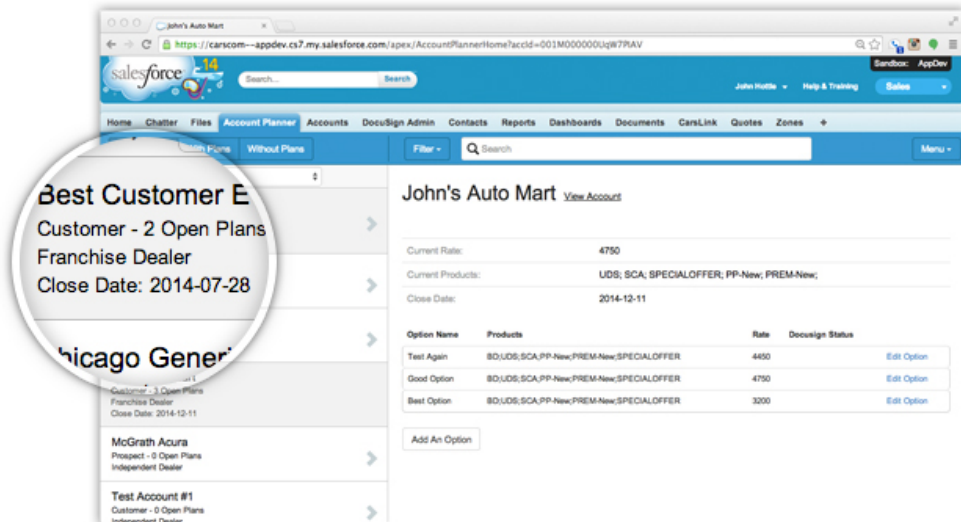 John's Auto Mart
https://carscom--appdev.cs7.my.salesforce.com/apex/AccountPlannerHome?accId=001M000000UqW7PIAV
Sandbox: AppDev
salesforce 14
Search... Search
John Hottle Help & Training Sales
Home Chatter Files Account Planner Accounts DocuSign Admin Contacts Reports Dashboards Documents CarsLink Quotes Zones +
Plans Without Plans Filter Search Menu
Best Customer E
Customer - 2 Open Plans
Franchise Dealer
Close Date: 2014-07-28
hicago Generi
Customer - 3 Open Plans
Franchise Dealer
Close Date: 2014-12-11
McGrath Acura
Prospect - 0 Open Plans
Independent Dealer
Test Account #1
Customer - 0 Open Plans
Independent Dealer
John's Auto Mart View Account
Current Rate: 4750
Current Products: UDS; SCA; SPECIALOFFER; PP-New; PREM-New;
Close Date: 2014-12-11
Option Name Products Rate Docusign Status
Test Again BD;UDS;SCA;PP-New;PREM-New;SPECIALOFFER 4450 Edit Option
Good Option BD;UDS;SCA;PP-New;PREM-New;SPECIALOFFER 4750 Edit Option
Best Option BD;UDS;SCA;PP-New;PREM-New;SPECIALOFFER 3200 Edit Option
Add An Option